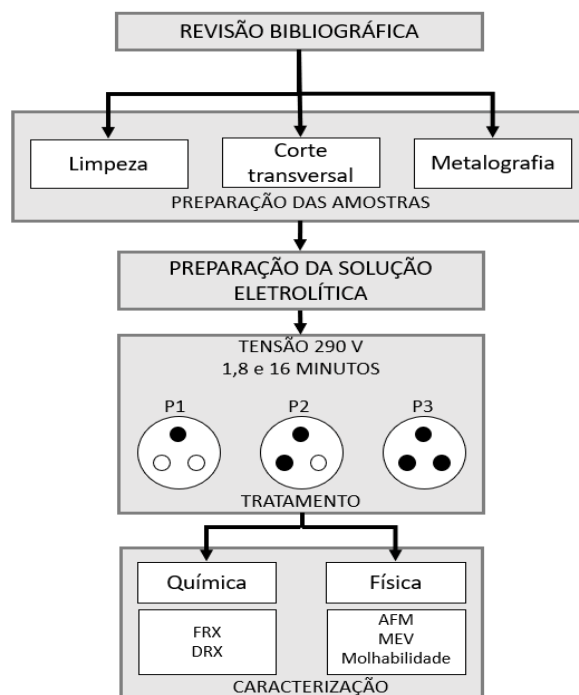 REVISÃO BIBLIOGRÁFICA
Limpeza
Corte
transversal
Metalografia
PREPARAÇÃO DAS AMOSTRAS
PREPARAÇÃO DA SOLUÇÃO
ELETROLÍTICA
TENSÃO 290 V
1,8 e 16 MINUTOS
P1
P2
P3
TRATAMENTO
Química
Física
FRX
DRX
AFM
MEV
Molhabilidade
CARACTERIZAÇÃO